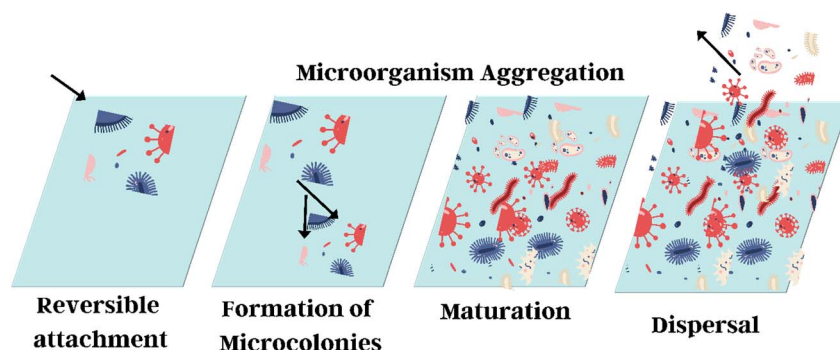 Microorganism Aggregation
Reversible
attachment
Formation of
Microcolonies
Maturation
Dispersal